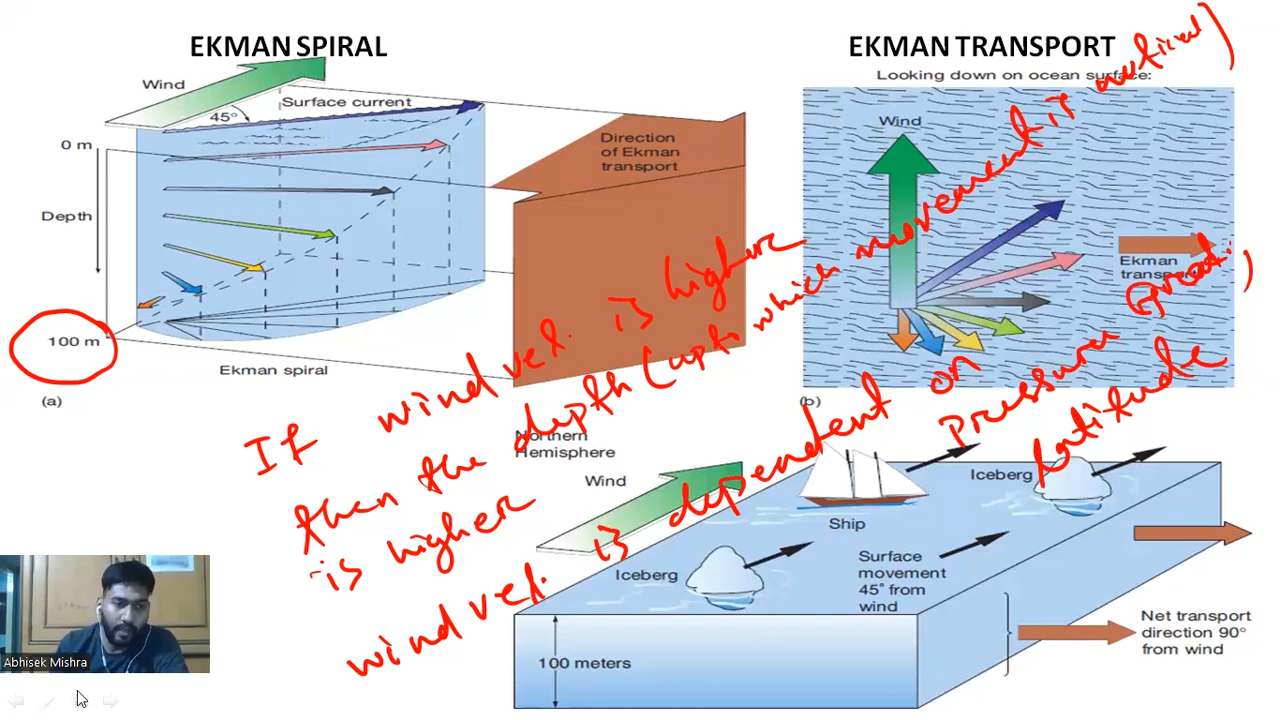 EKMAN SPIRAL
Wind
Surface current
45°
0 m
Depth
100 m
Direction
of Ekman
transport
Ekman spiral
(a)
Northern
Hemisphere
EKMAN TRANSPORT
Looking down on ocean surface:
Wind
Ekman
transport
(b)
If wind vel. is higher
then the depth (upto which movement is noticed)
is higher
wind vel. is dependent on Pressure
latitude
Wind
Ship
Iceberg
Iceberg
Surface
movement
45° from
wind
100 meters
Net transport
direction 90°
from wind
Abhisek Mishra